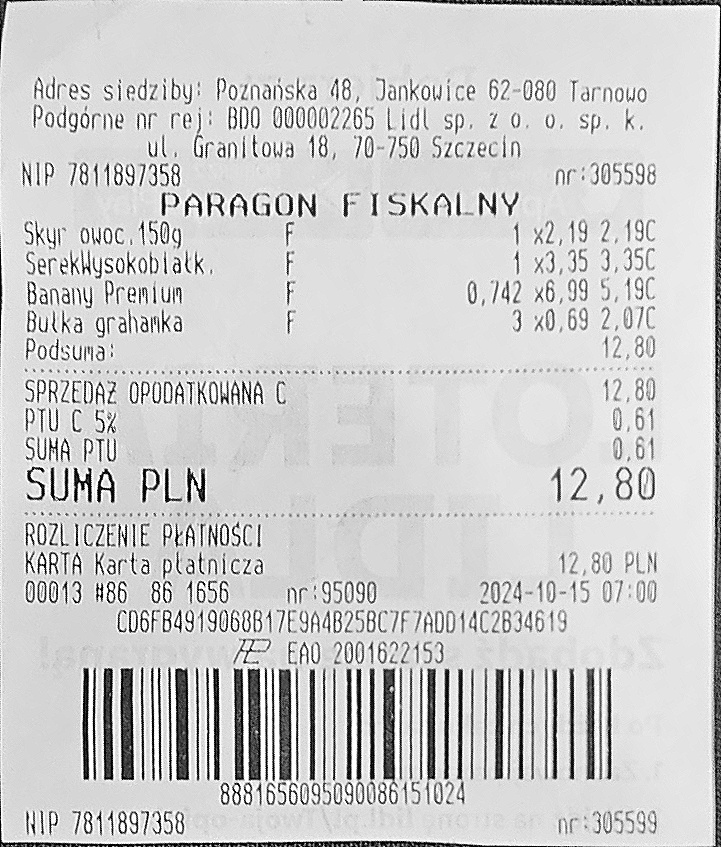 Adres siedziby: Poznańska 48, Jankowice 62-080 Tarnowo
Podgórne nr rej: BDO 000002265 Lidl sp. z o. o. sp. k.
ul. Granitowa 18, 70-750 Szczecin
NIP 7811897358 nr:305598
PARAGON FISKALNY
Skyr owoc.150g F 1 x2,19 2,19C
SerekWysokobiałk. F 1 x3,35 3,35C
Banany Premium F 0,742 x6,99 5,19C
Bułka grahamka F 3 x0,69 2,07C
Podsuma: 12,80
SPRZEDAŻ OPODATKOWANA C 12,80
PTU C 5% 0,61
SUMA PTU 0,61
SUMA PLN 12,80
ROZLICZENIE PŁATNOŚCI
KARTA Karta płatnicza 12,80 PLN
00013 #86 86 1656 nr:95090 2024-10-15 07:00
CD6FB4919068B17E9A4B25BC7F7ADD14C2B34619
EAO 2001622153
88816560950900861 51024
NIP 7811897358 nr:305599